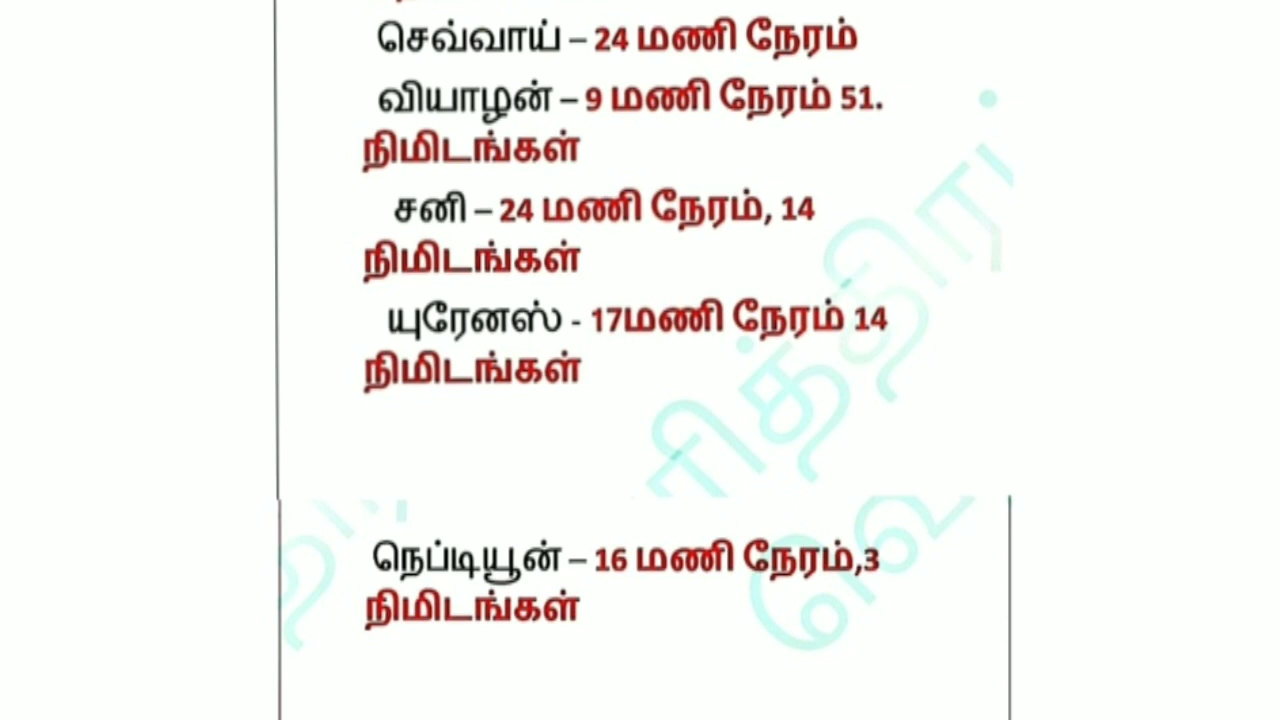 செவ்வாய் – 24 மணி நேரம்
வியாழன் – 9 மணி நேரம் 51.
நிமிடங்கள்
சனி – 24 மணி நேரம், 14
நிமிடங்கள்
யுரேனஸ் - 17மணி நேரம் 14
நிமிடங்கள்
நெப்டியூன் – 16 மணி நேரம்,3
நிமிடங்கள்